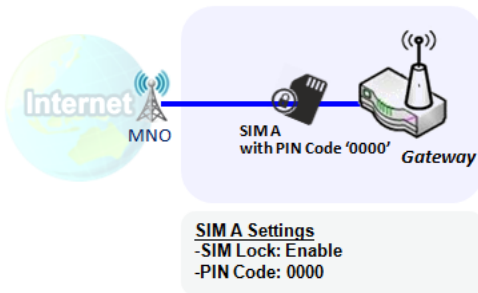 Internet
MNO
SIM A
with PIN Code ‘0000’
Gateway
SIM A Settings
-SIM Lock: Enable
-PIN Code: 0000